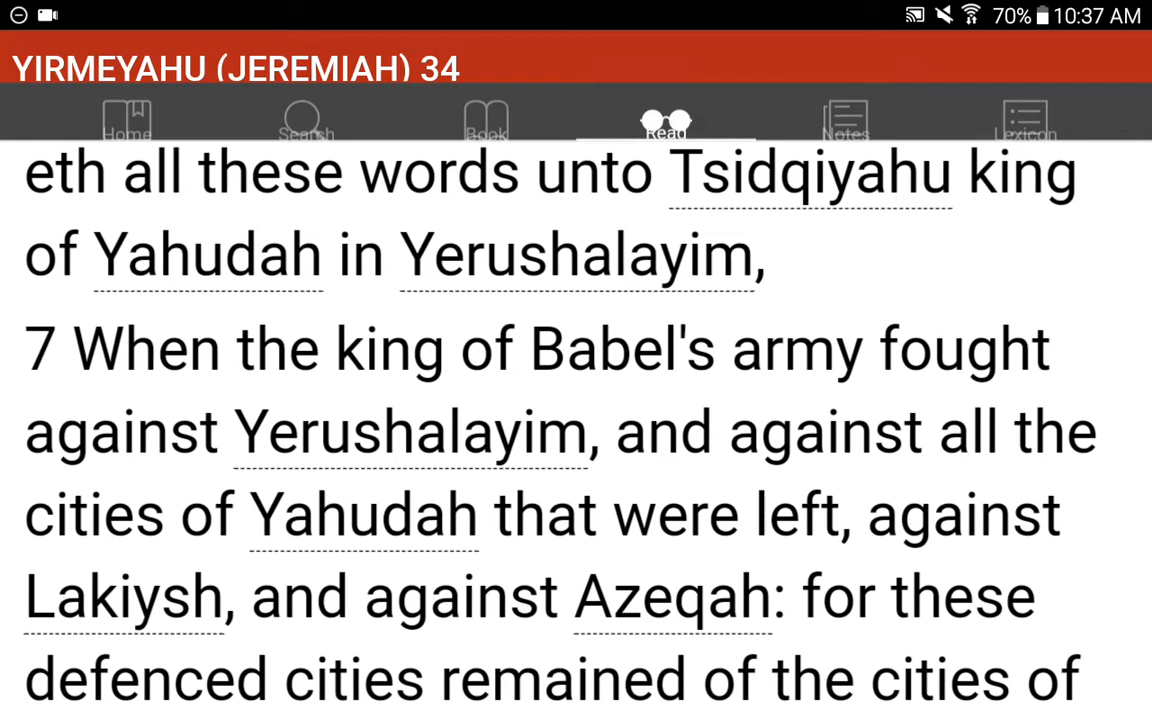 70% 10:37 AM
YIRMEYAHU (JEREMIAH) 34
Home Search Book Read Notes Lexicon
eth all these words unto Tsidqiyahu king
of Yahudah in Yerushalayim,
7 When the king of Babel's army fought
against Yerushalayim, and against all the
cities of Yahudah that were left, against
Lakiysh, and against Azeqah: for these
defenced cities remained of the cities of